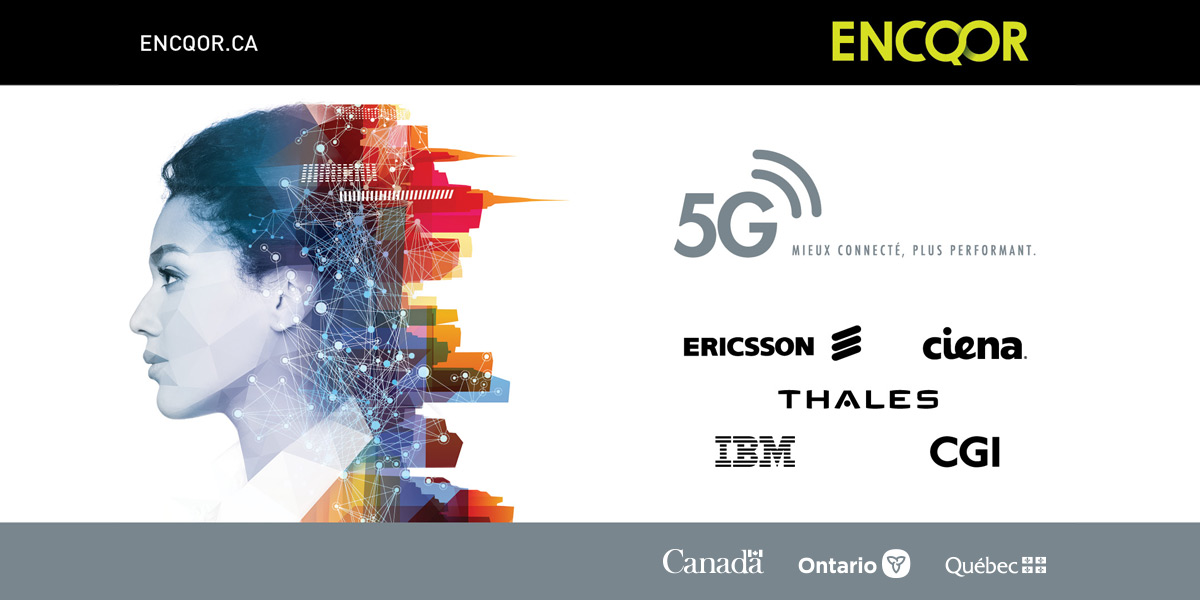 ENCQOR.CA
ENCQOR
5G
MIEUX CONNECTÉ, PLUS PERFORMANT.
ERICSSON
ciena.
THALES
IBM
CGI
Canada
Ontario
Québec